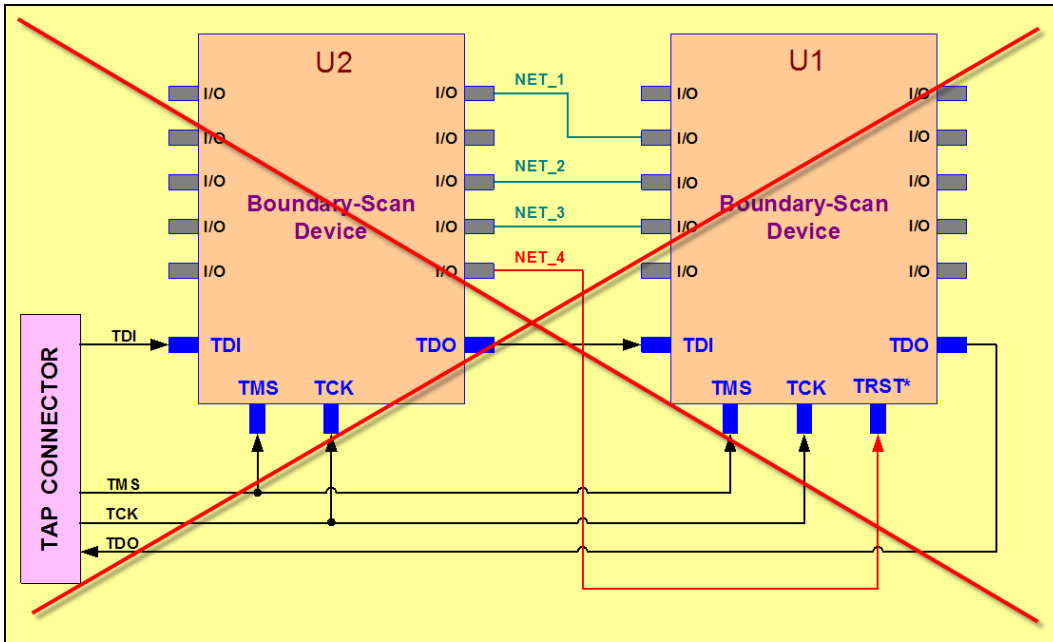 U2
U1
NET_1
NET_2
NET_3
NET_4
I/O
I/O
I/O
I/O
I/O
I/O
I/O
I/O
I/O
I/O
Boundary-Scan
Device
I/O
I/O
I/O
I/O
I/O
I/O
I/O
I/O
I/O
I/O
Boundary-Scan
Device
TAP CONNECTOR
TDI
TDI
TDO
TMS
TCK
TDI
TDO
TMS
TCK
TRST*
TMS
TCK
TDO